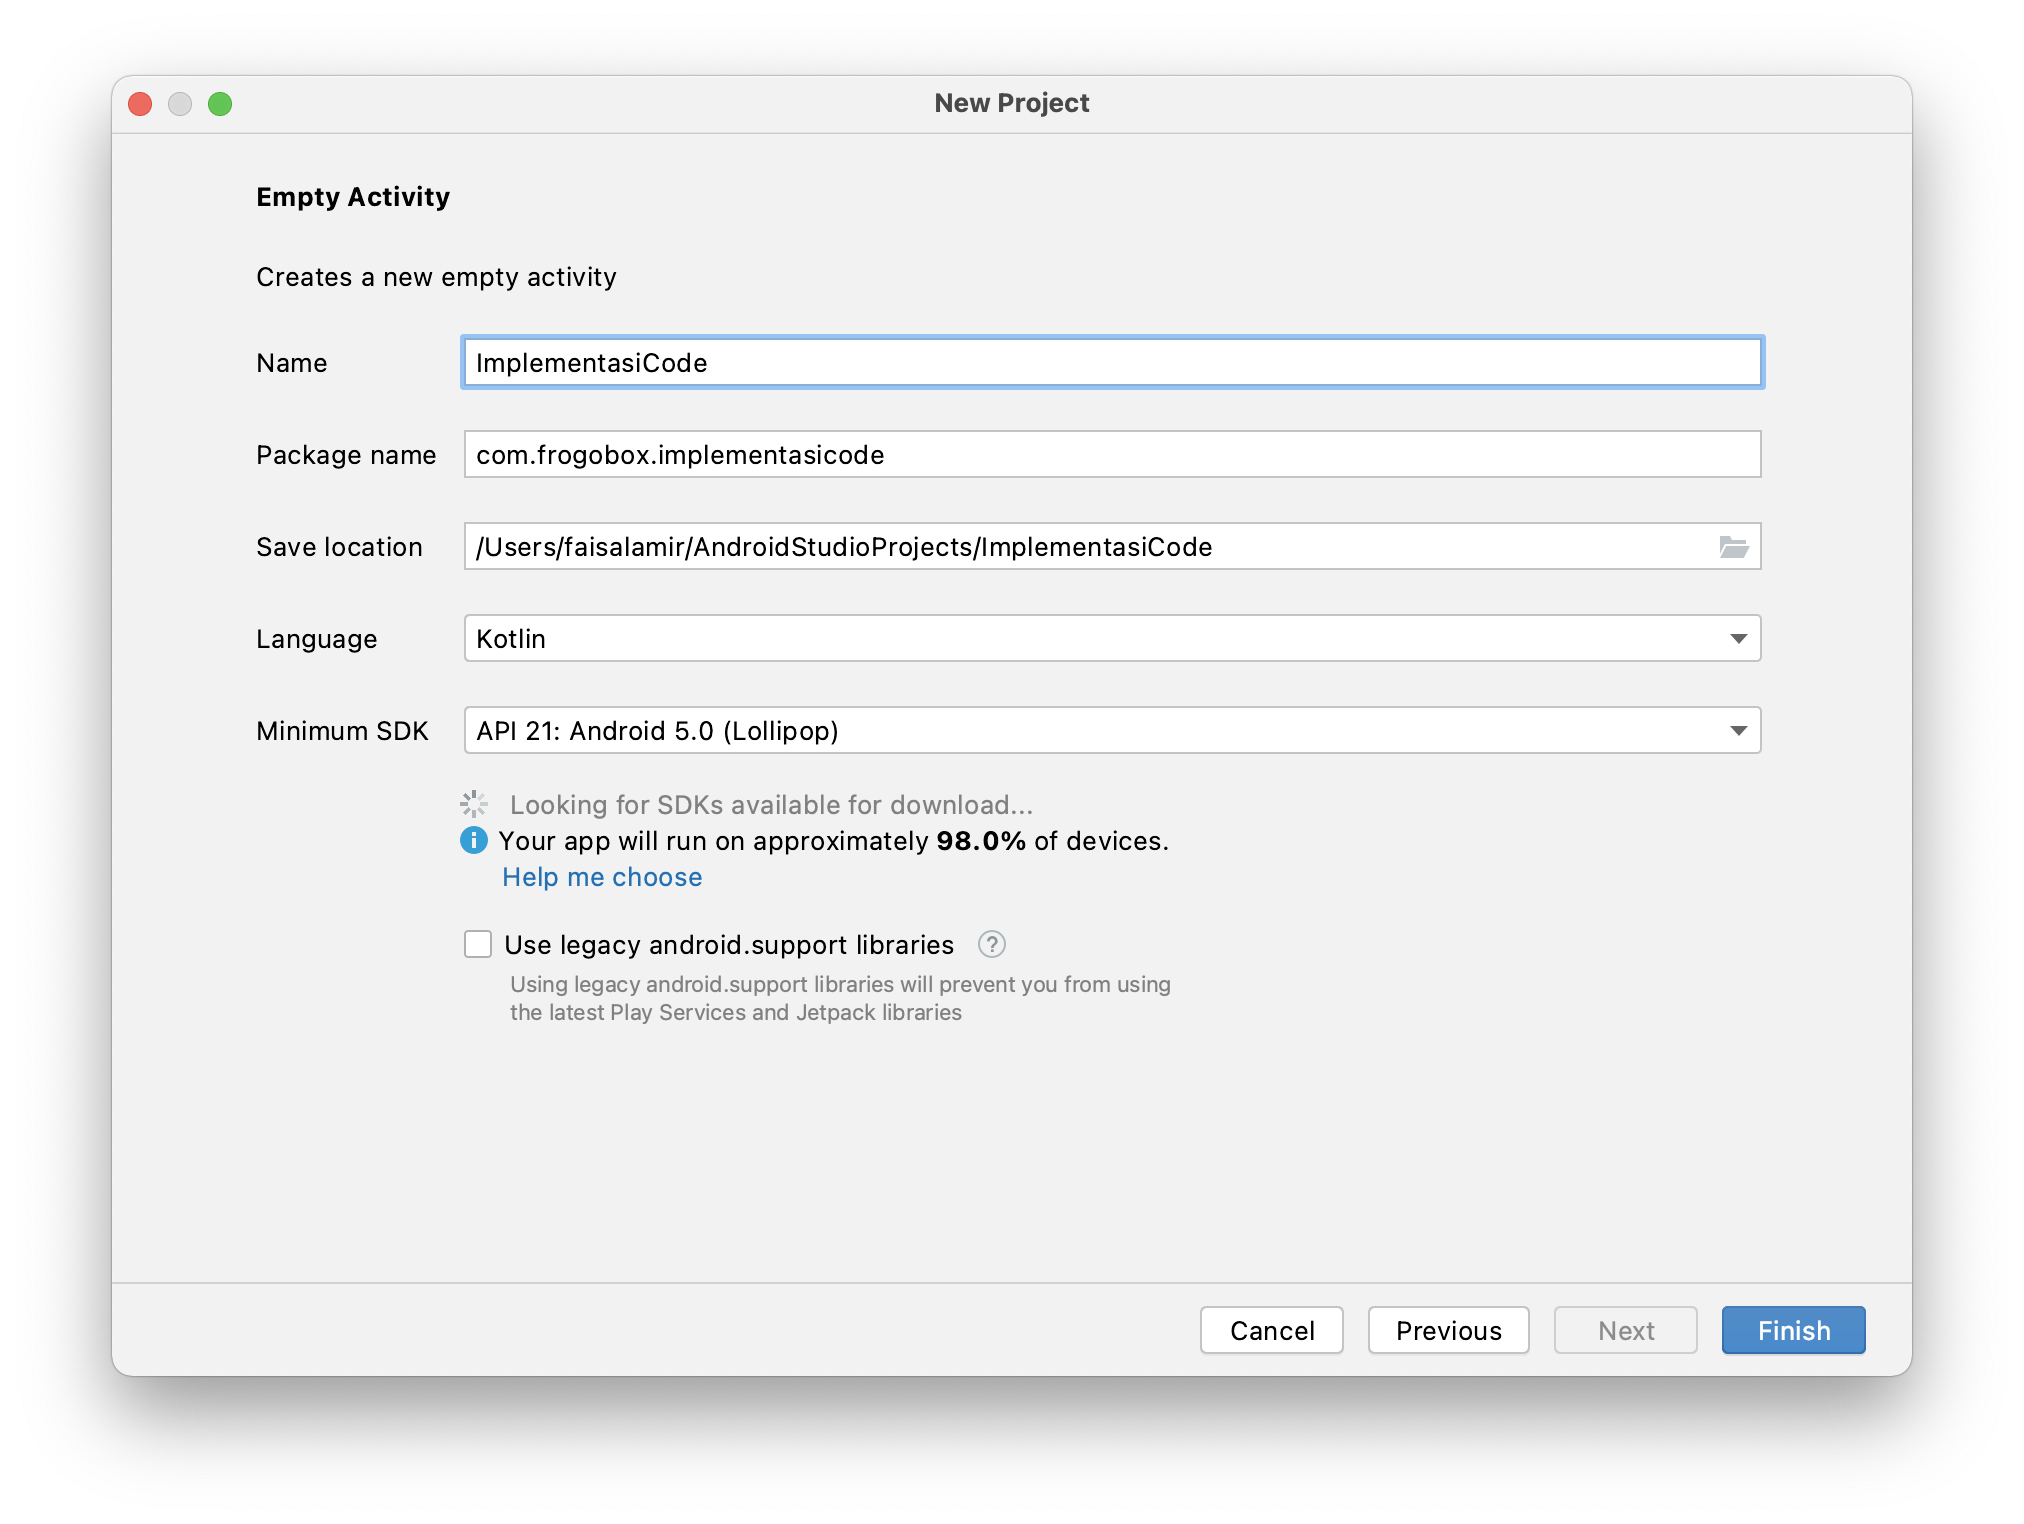 New Project
Empty Activity
Creates a new empty activity
Name
ImplementasiCode
Package name
com.frogobox.implementasicode
Save location
/Users/faisalamir/AndroidStudioProjects/ImplementasiCode
Language
Kotlin
Minimum SDK
API 21: Android 5.0 (Lollipop)
Looking for SDKs available for download...
i Your app will run on approximately 98.0% of devices.
Help me choose
Use legacy android.support libraries ?
Using legacy android.support libraries will prevent you from using
the latest Play Services and Jetpack libraries
Cancel
Previous
Next
Finish